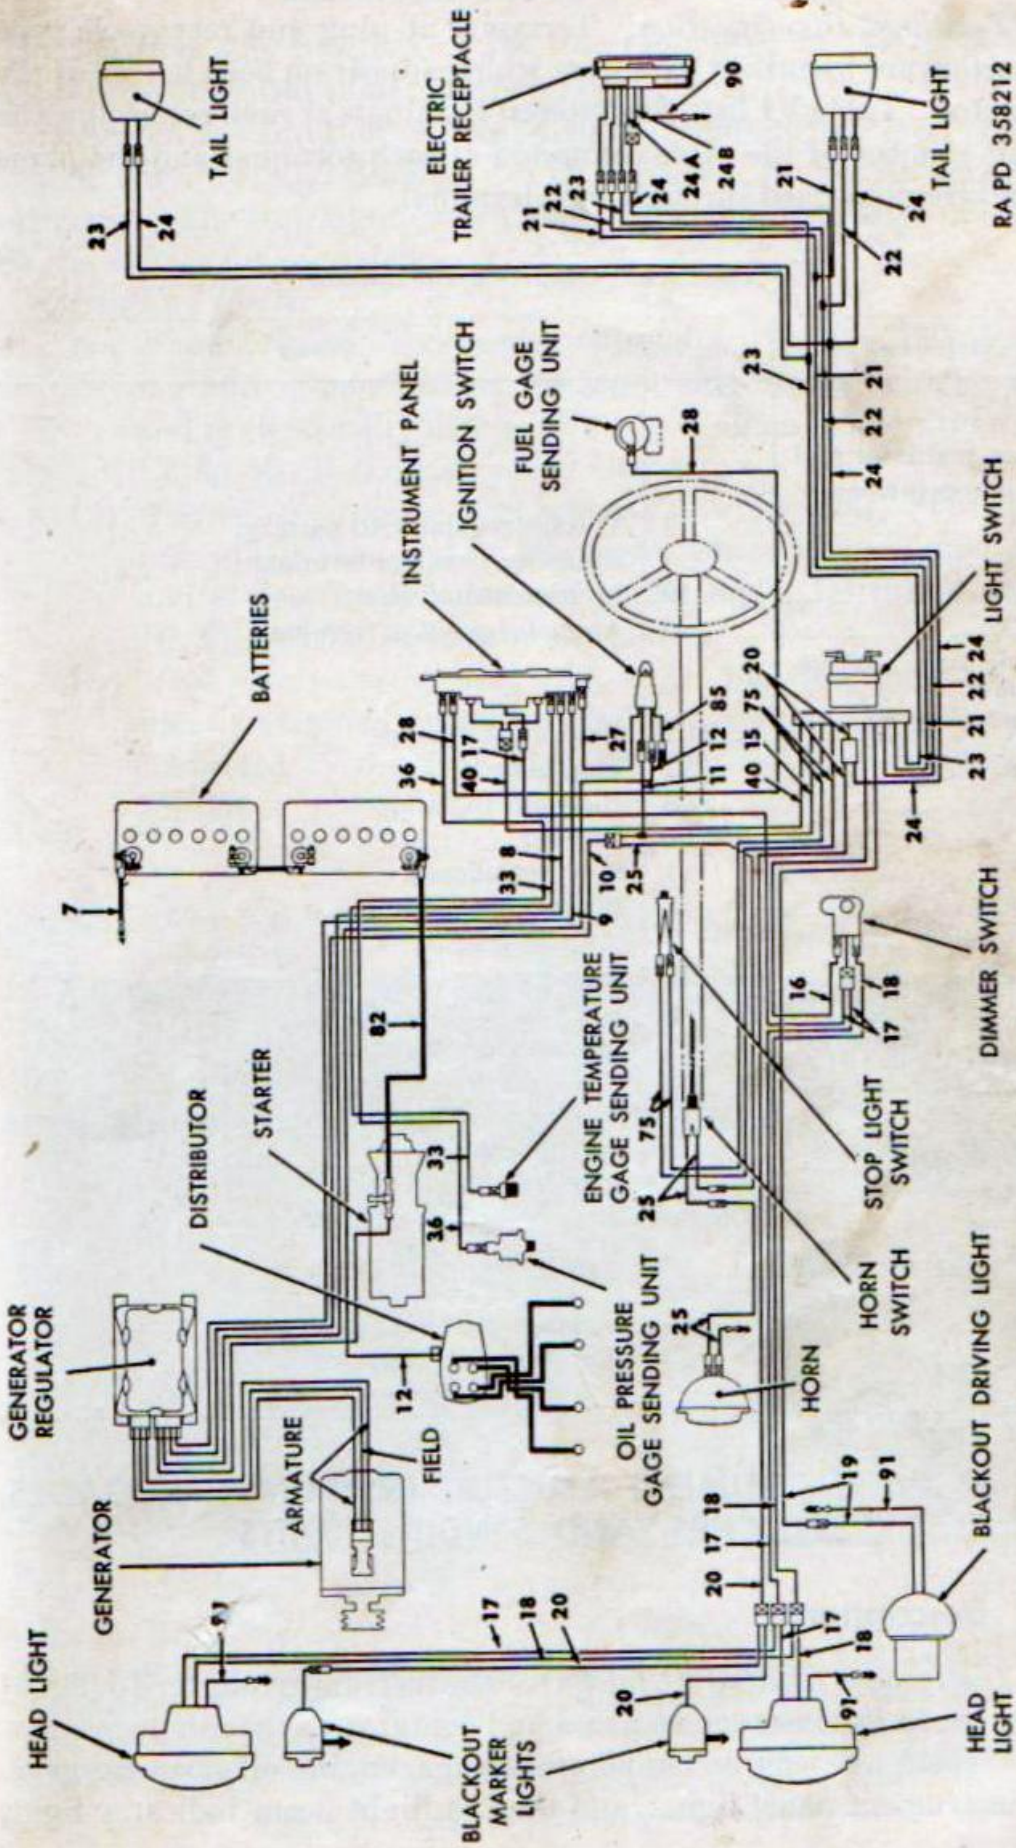 HEAD LIGHT
91
BLACKOUT
MARKER
LIGHTS
GENERATOR
ARMATURE
FIELD
GENERATOR
REGULATOR
12
DISTRIBUTOR
STARTER
82
7
BATTERIES
36
28
40
17
INSTRUMENT PANEL
IGNITION SWITCH
FUEL GAGE
SENDING UNIT
28
23
24
TAIL LIGHT
ELECTRIC
TRAILER RECEPTACLE
21
22
23
24
24A
24B
90
21
22
24
TAIL LIGHT
RA PD 358212
23
21
22
24
33
8
9
10
25
27
11
12
85
36
33
ENGINE TEMPERATURE
GAGE SENDING UNIT
OIL PRESSURE
GAGE SENDING UNIT
75
25
25
HORN
HORN
SWITCH
STOP LIGHT
SWITCH
16
17
18
DIMMER SWITCH
40
15
75
20
24
23
21
22
24
LIGHT SWITCH
17
18
20
20
17
18
19
91
BLACKOUT DRIVING LIGHT
20
17
18
91
HEAD
LIGHT